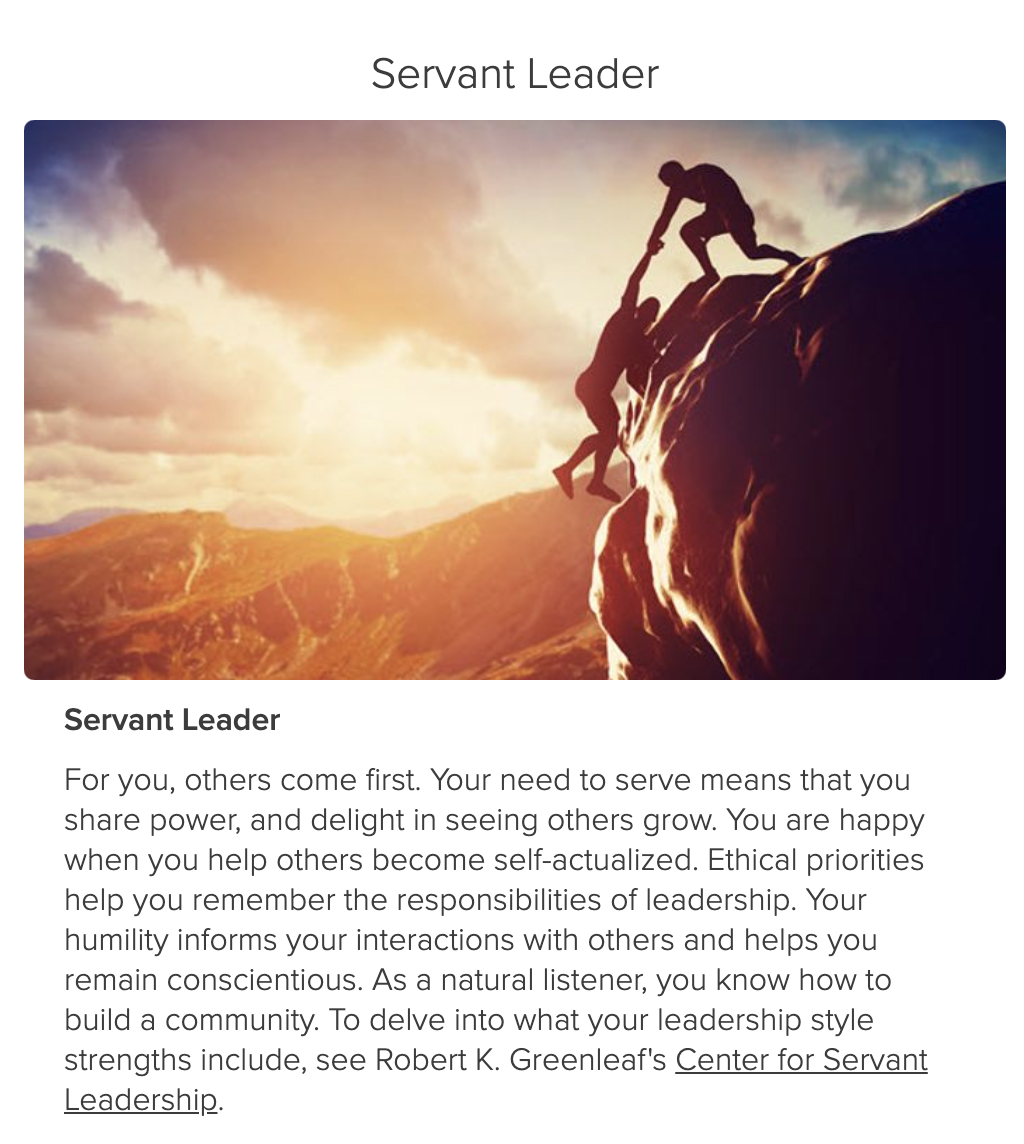 Servant Leader
Servant Leader
For you, others come first. Your need to serve means that you
share power, and delight in seeing others grow. You are happy
when you help others become self-actualized. Ethical priorities
help you remember the responsibilities of leadership. Your
humility informs your interactions with others and helps you
remain conscientious. As a natural listener, you know how to
build a community. To delve into what your leadership style
strengths include, see Robert K. Greenleaf's Center for Servant
Leadership.